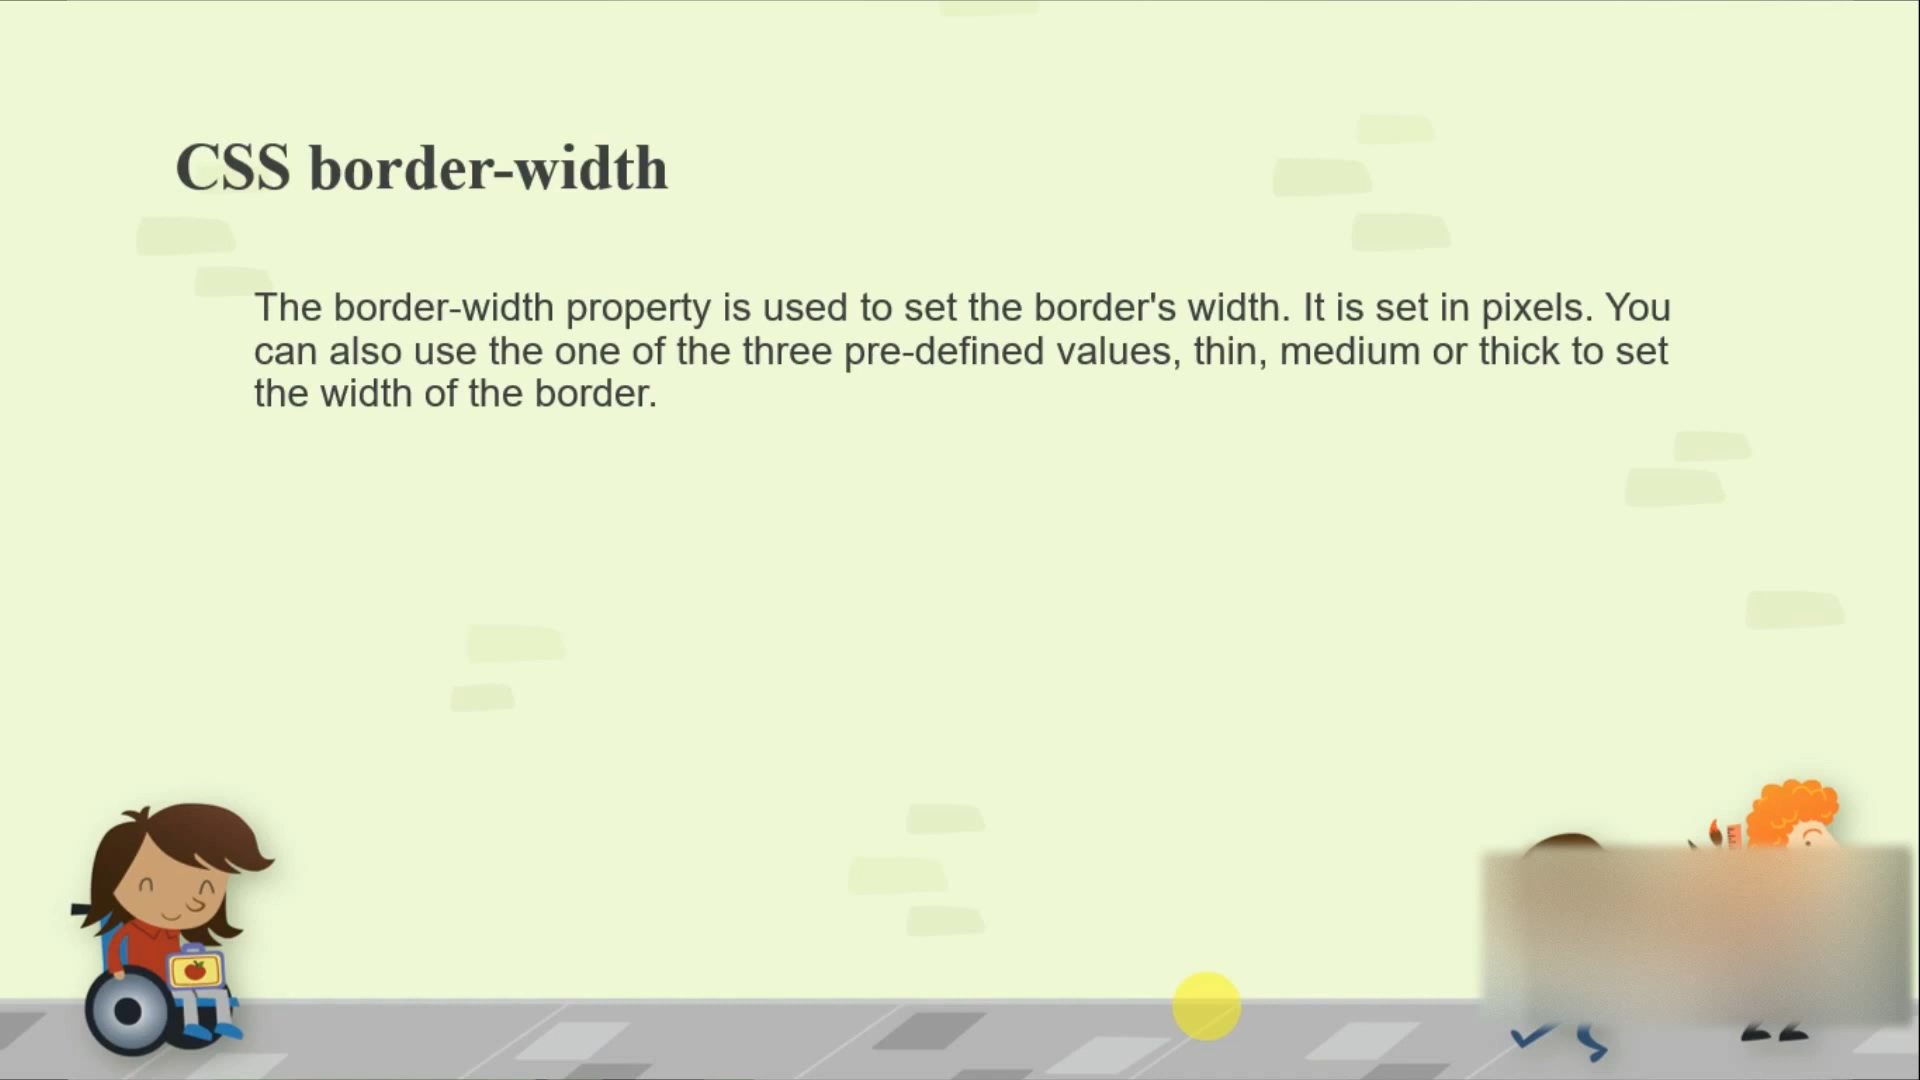 CSS border-width
The border-width property is used to set the border's width. It is set in pixels. You
can also use the one of the three pre-defined values, thin, medium or thick to set
the width of the border.